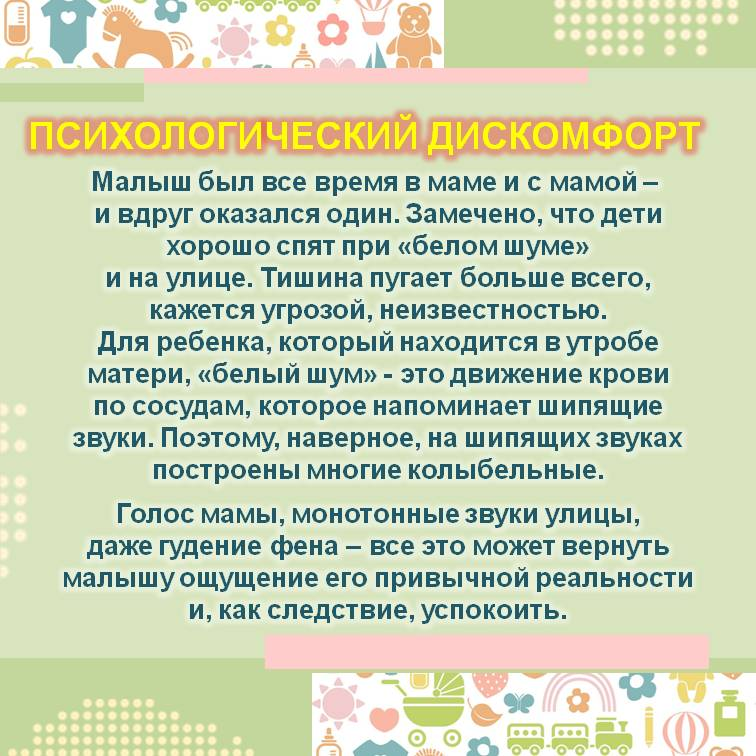 ПСИХОЛОГИЧЕСКИЙ ДИСКОМФОРТ
Малыш был все время в маме и с мамой –
и вдруг оказался один. Замечено, что дети
хорошо спят при «белом шуме»
и на улице. Тишина пугает больше всего,
кажется угрозой, неизвестностью.
Для ребенка, который находится в утробе
матери, «белый шум» - это движение крови
по сосудам, которое напоминает шипящие
звуки. Поэтому, наверное, на шипящих звуках
построены многие колыбельные.
Голос мамы, монотонные звуки улицы,
даже гудение фена – все это может вернуть
малышу ощущение его привычной реальности
и, как следствие, успокоить.